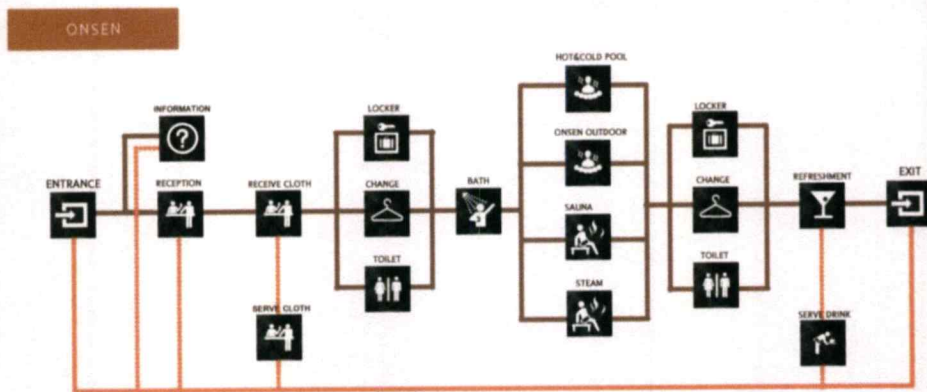 ONSEN
HOT&COLD POOL
INFORMATION
LOCKER
LOCKER
ONSEN OUTDOOR
ENTRANCE
RECEPTION
RECEIVE CLOTH
CHANGE
BATH
SAUNA
CHANGE
REFRESHMENT
EXIT
TOILET
STEAM
TOILET
SERVE CLOTH
SERVE DRINK